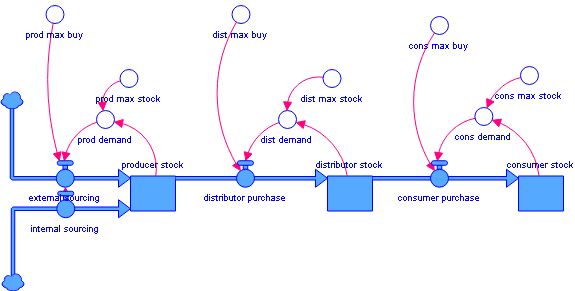 prod max buy
dist max buy
cons max buy
prod max stock
dist max stock
cons max stock
prod demand
dist demand
cons demand
producer stock
distributor stock
consumer stock
external sourcing
distributor purchase
consumer purchase
internal sourcing